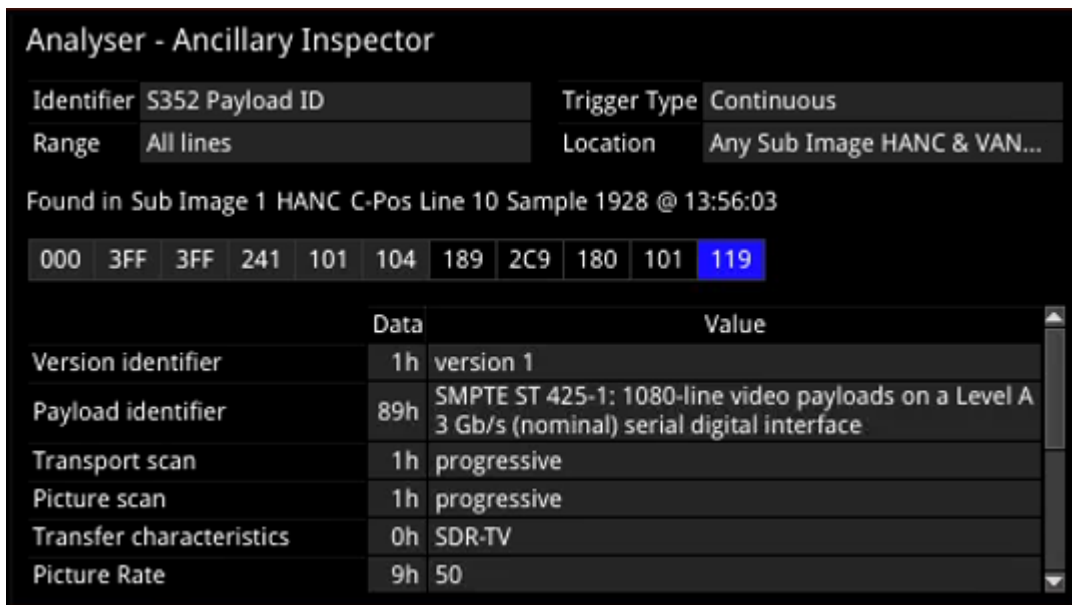 Analyser - Ancillary Inspector
Identifier S352 Payload ID Trigger Type Continuous
Range All lines Location Any Sub Image HANC & VAN...
Found in Sub Image 1 HANC C-Pos Line 10 Sample 1928 @ 13:56:03
000 3FF 3FF 241 101 104 189 2C9 180 101 119
Data Value
Version identifier 1h version 1
Payload identifier 89h SMPTE ST 425-1: 1080-line video payloads on a Level A
3 Gb/s (nominal) serial digital interface
Transport scan 1h progressive
Picture scan 1h progressive
Transfer characteristics 0h SDR-TV
Picture Rate 9h 50